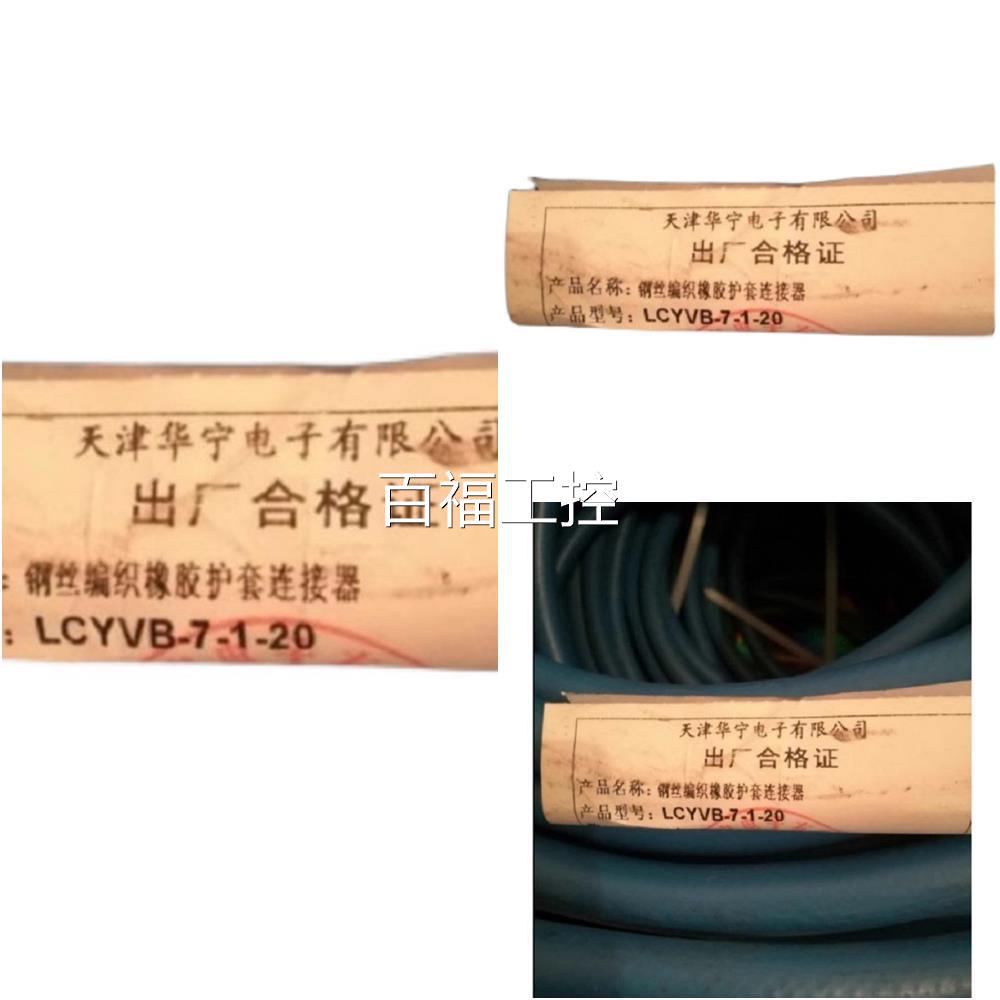 天津华宁电子有限公司
出厂合格证
产品名称：钢丝编织橡胶护套连接器
产品型号：LCYVB-7-1-20
天津华宁电子有限公司
出厂合格
：钢丝编织橡胶护套连接器
：LCYVB-7-1-20
百福工控
天津华宁电子有限公司
出厂合格证
产品名称：钢丝编织橡胶护套连接器
产品型号：LCYVB-7-1-20